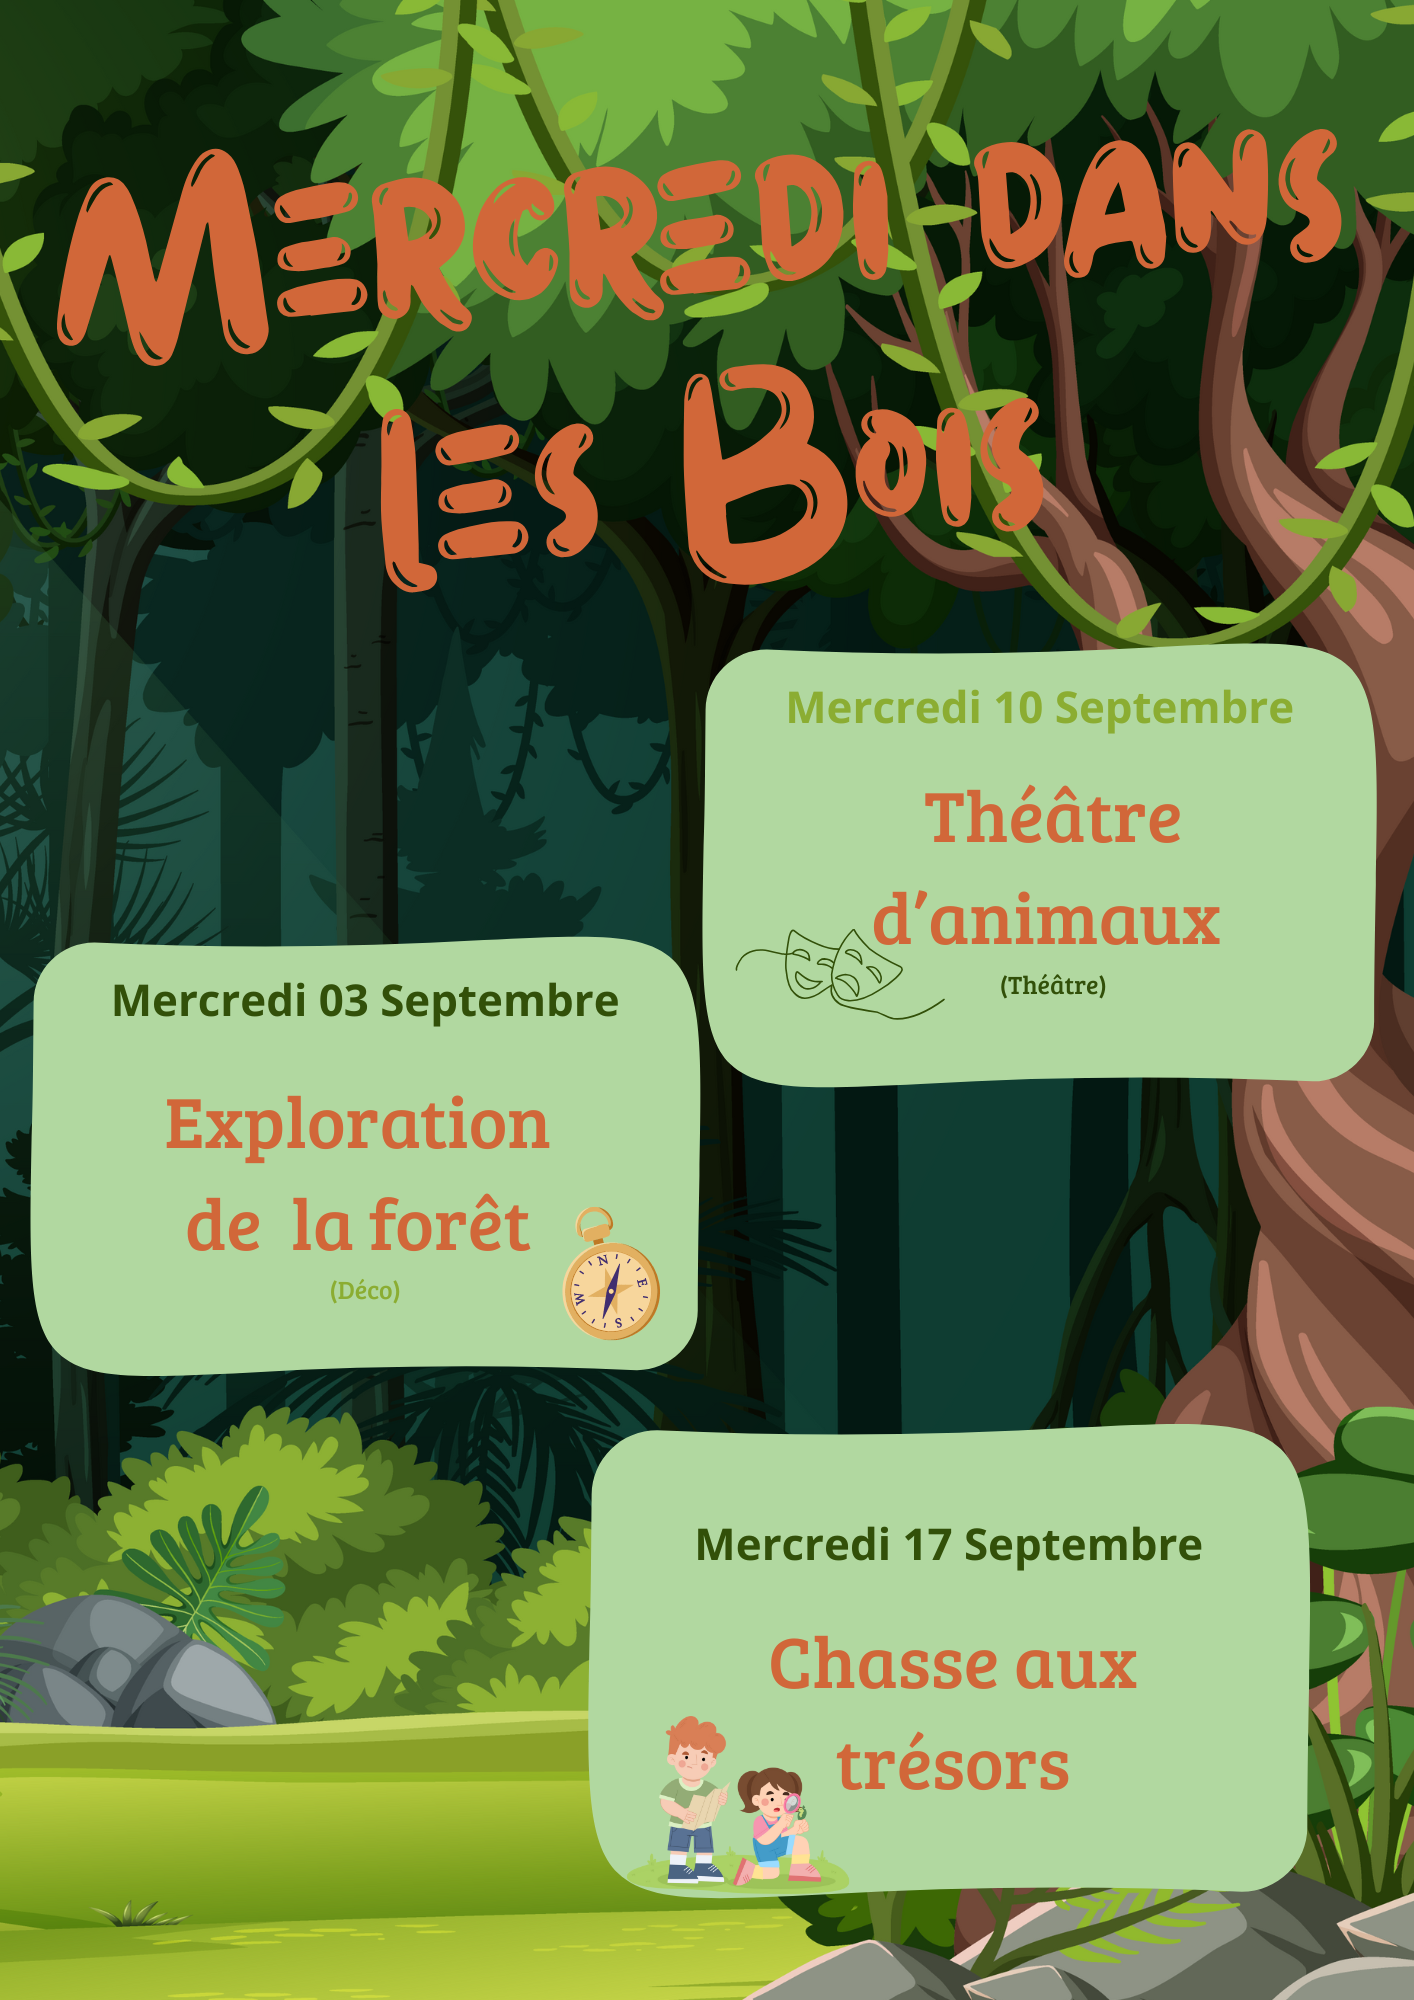 Mercredi dans
les Bois
Mercredi 10 Septembre
Théâtre
d’animaux
(Théâtre)
Mercredi 03 Septembre
Exploration
de la forêt
(Déco)
N
E
S
W
Mercredi 17 Septembre
Chasse aux
trésors